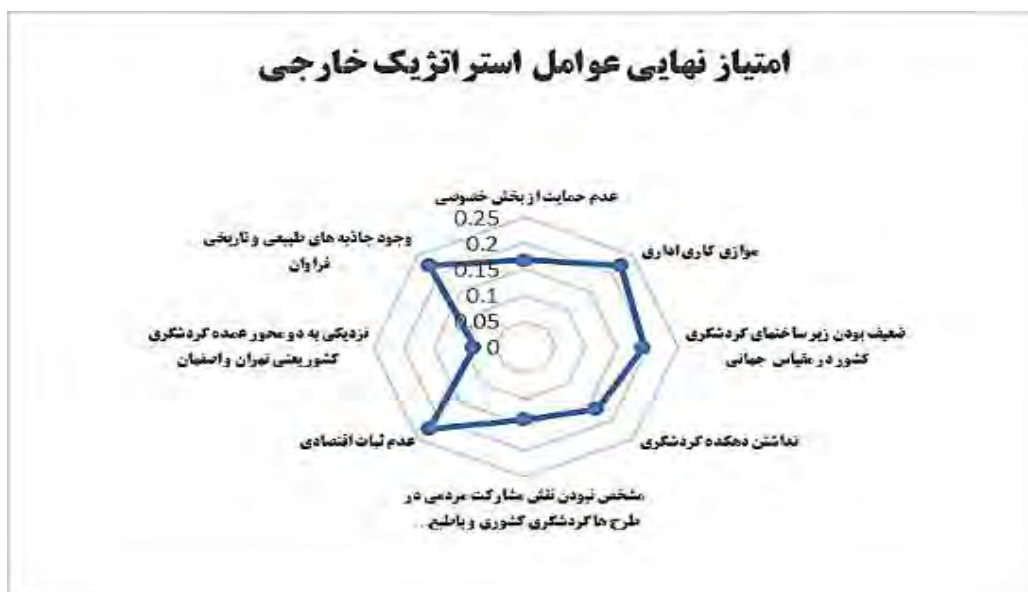 امتیاز نهایی عوامل استراتژیک خارجی
عدم حمایت از بخش خصوصی
موازی کاری اداری
ضعیف بودن زیر ساختهای گردشگری
کشور در مقیاس جهانی
نداشتن دهکده گردشگری
مشخص نبودن نقش مشارکت مردمی در
طرح ها گردشگری کشوری و باطبع...
عدم ثبات اقتصادی
نزدیکی به دو محور عمده گردشگری
کشور یعنی تهران و اصفهان
وجود جاذبه های طبیعی و تاریخی
فراوان
0.25
0.2
0.15
0.1
0.05
0